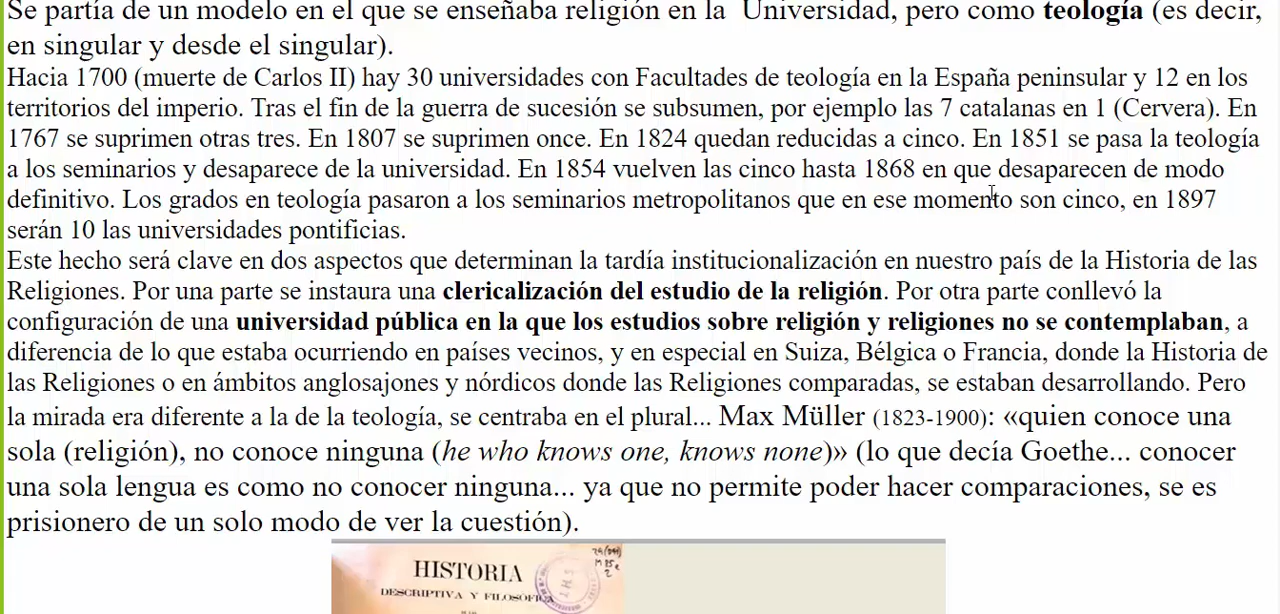 Se partía de un modelo en el que se enseñaba religión en la Universidad, pero como teología (es decir,
en singular y desde el singular).
Hacia 1700 (muerte de Carlos II) hay 30 universidades con Facultades de teología en la España peninsular y 12 en los
territorios del imperio. Tras el fin de la guerra de sucesión se subsumen, por ejemplo las 7 catalanas en 1 (Cervera). En
1767 se suprimen otras tres. En 1807 se suprimen once. En 1824 quedan reducidas a cinco. En 1851 se pasa la teología
a los seminarios y desaparece de la universidad. En 1854 vuelven las cinco hasta 1868 en que desaparecen de modo
definitivo. Los grados en teología pasaron a los seminarios metropolitanos que en ese momento son cinco, en 1897
serán 10 las universidades pontificias.
Este hecho será clave en dos aspectos que determinan la tardía institucionalización en nuestro país de la Historia de las
Religiones. Por una parte se instaura una clericalización del estudio de la religión. Por otra parte conllevó la
configuración de una universidad pública en la que los estudios sobre religión y religiones no se contemplaban, a
diferencia de lo que estaba ocurriendo en países vecinos, y en especial en Suiza, Bélgica o Francia, donde la Historia de
las Religiones o en ámbitos anglosajones y nórdicos donde las Religiones comparadas, se estaban desarrollando. Pero
la mirada era diferente a la de la teología, se centraba en el plural... Max Müller (1823-1900): «quien conoce una
sola (religión), no conoce ninguna (he who knows one, knows none)» (lo que decía Goethe... conocer
una sola lengua es como no conocer ninguna... ya que no permite poder hacer comparaciones, se es
prisionero de un solo modo de ver la cuestión).
HISTORIA
DESCRIPTIVA Y FILOSÓFICA